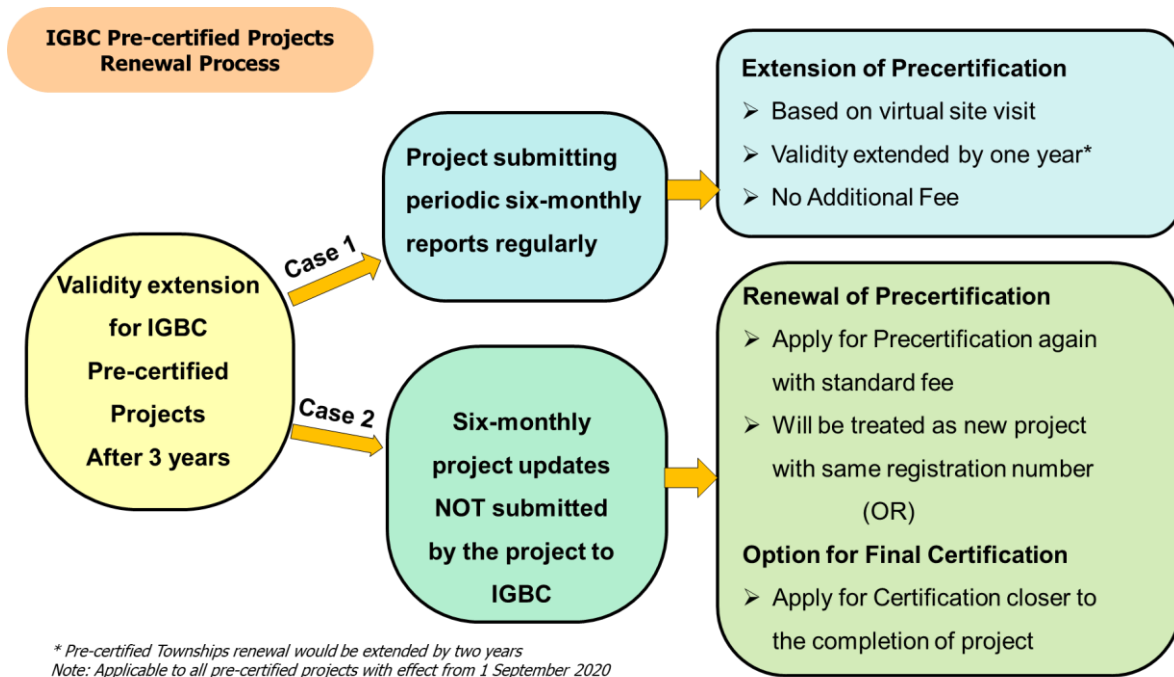 IGBC Pre-certified Projects
Renewal Process
Validity extension
for IGBC
Pre-certified
Projects
After 3 years
Case 1
Project submitting
periodic six-monthly
reports regularly
Extension of Precertification
➢ Based on virtual site visit
➢ Validity extended by one year*
➢ No Additional Fee
Case 2
Six-monthly
project updates
NOT submitted
by the project to
IGBC
Renewal of Precertification
➢ Apply for Precertification again
with standard fee
➢ Will be treated as new project
with same registration number
(OR)
Option for Final Certification
➢ Apply for Certification closer to
the completion of project
* Pre-certified Townships renewal would be extended by two years
Note: Applicable to all pre-certified projects with effect from 1 September 2020